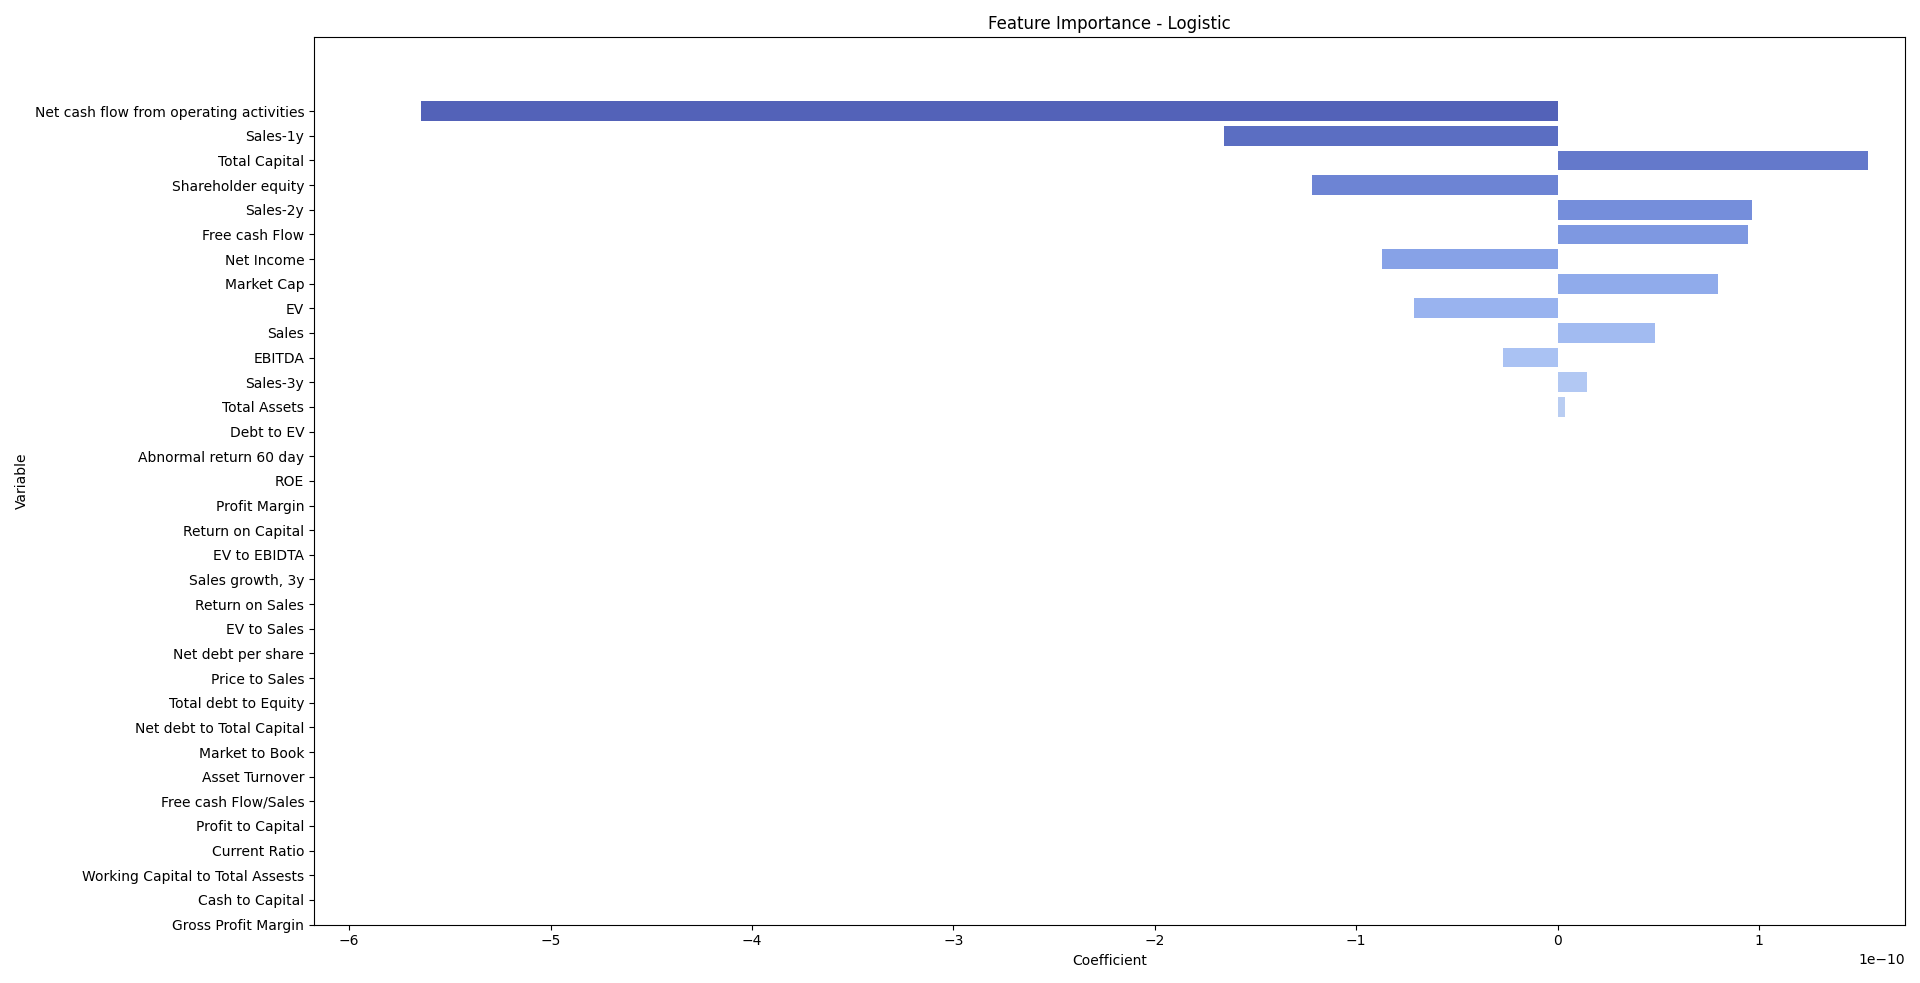 Feature Importance - Logistic
Net cash flow from operating activities
Sales-1y
Total Capital
Shareholder equity
Sales-2y
Free cash Flow
Net Income
Market Cap
EV
Sales
EBITDA
Sales-3y
Total Assets
Debt to EV
Abnormal return 60 day
ROE
Profit Margin
Return on Capital
EV to EBIDTA
Sales growth, 3y
Return on Sales
EV to Sales
Net debt per share
Price to Sales
Total debt to Equity
Net debt to Total Capital
Market to Book
Asset Turnover
Free cash Flow/Sales
Profit to Capital
Current Ratio
Working Capital to Total Assests
Cash to Capital
Gross Profit Margin
Variable
−6 −5 −4 −3 −2 −1 0 1
Coefficient
1e−10